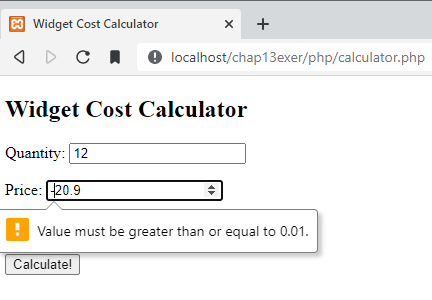 Widget Cost Calculator
localhost/chap13exer/php/calculator.php
Widget Cost Calculator
Quantity: 12
Price: -20.9
Value must be greater than or equal to 0.01.
Calculate!